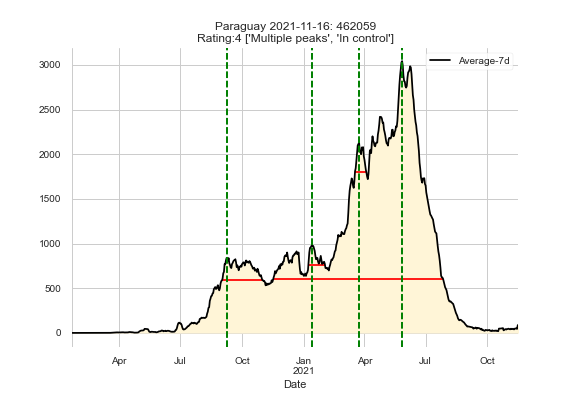 Paraguay 2021-11-16: 462059
Rating:4 ['Multiple peaks', 'In control']
Average-7d
3000
2500
2000
1500
1000
500
0
Apr Jul Oct Jan Apr Jul Oct
2021
Date